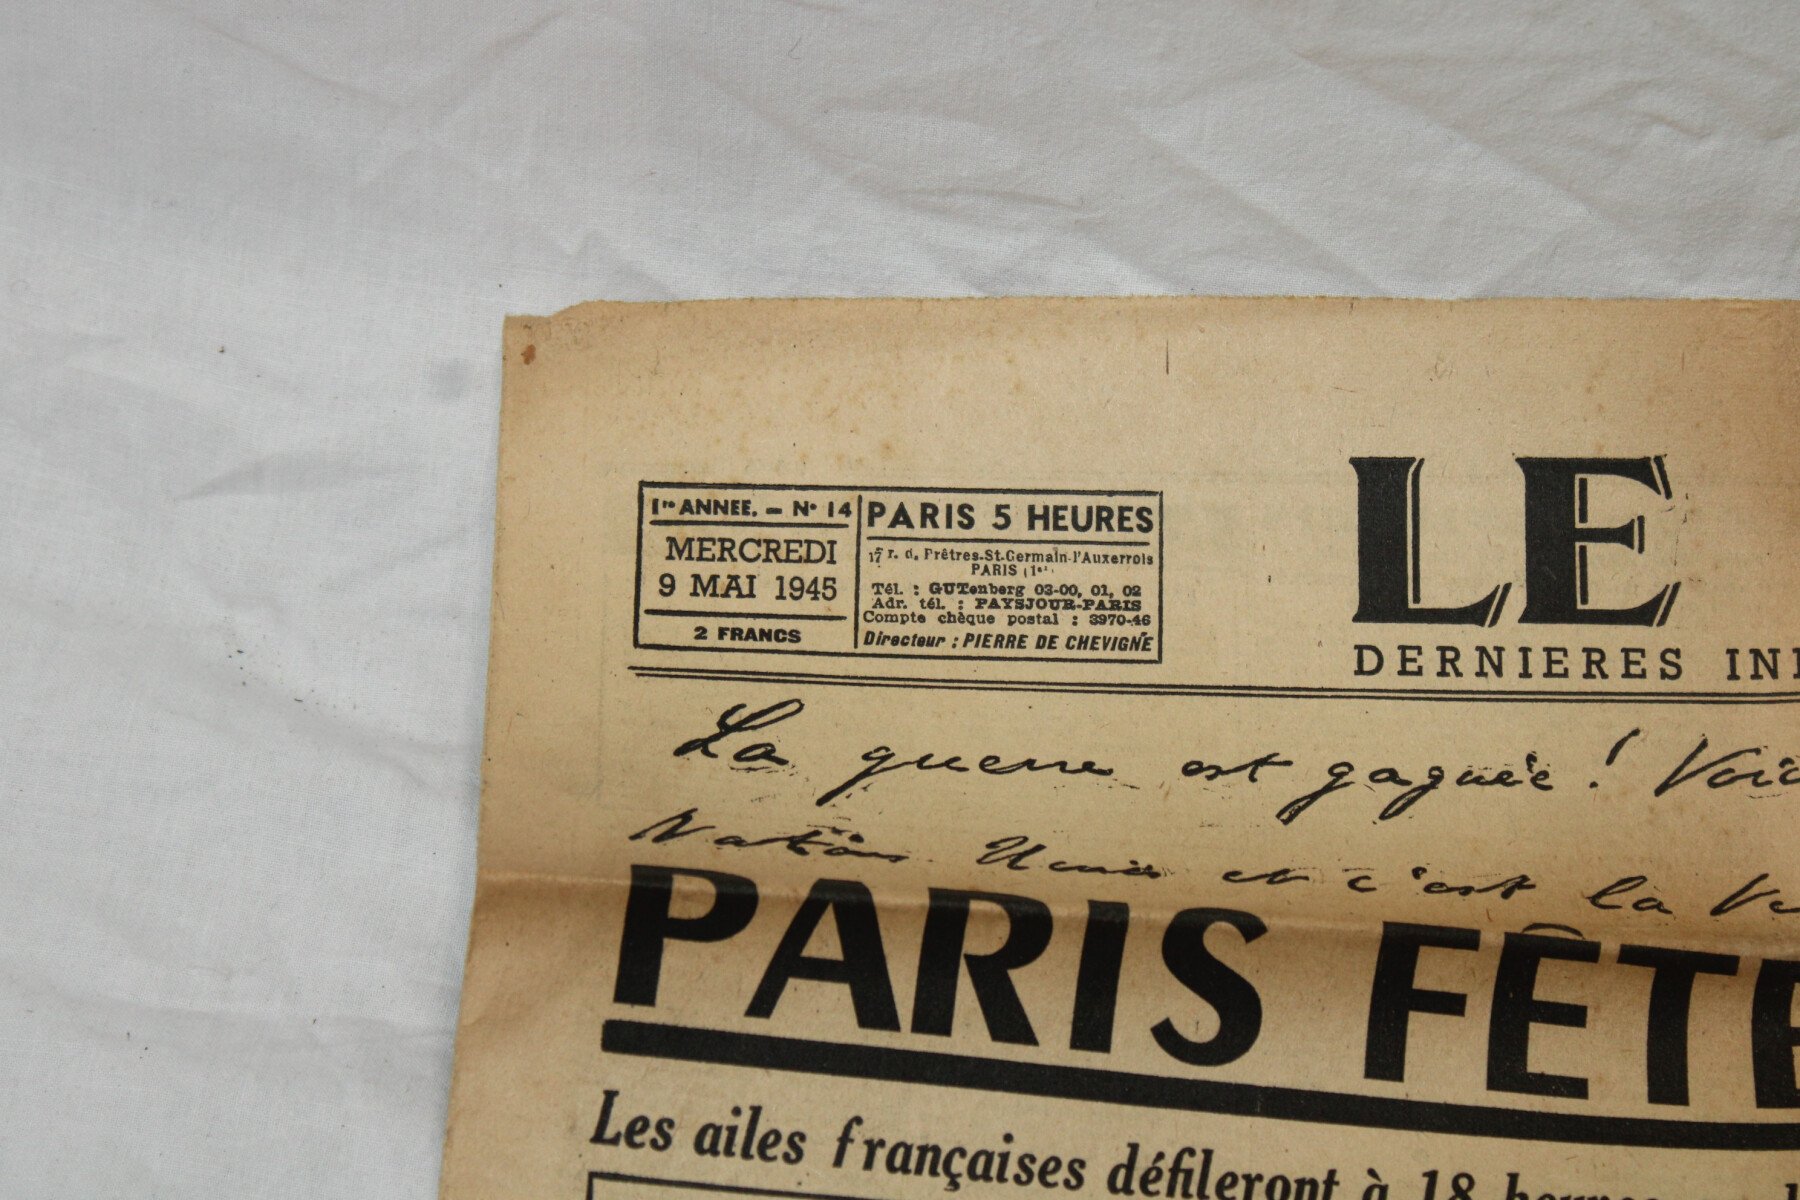 1re ANNEE. - N° 14
MERCREDI
9 MAI 1945
2 FRANCS
PARIS 5 HEURES
17 r. d. Prêtres-St-Germain-l'Auxerrois
PARIS (1er)
Tél. : GUTenberg 03-00, 01, 02
Adr. tél. : PAYSJOUR-PARIS
Compte chèque postal : 3970-46
Directeur : PIERRE DE CHEVIGNÉ
LE
DERNIERES
La guerre est gagnée !
Nations Unies et c'est la
PARIS FÊTE
Les ailes françaises défileront à 18 heures